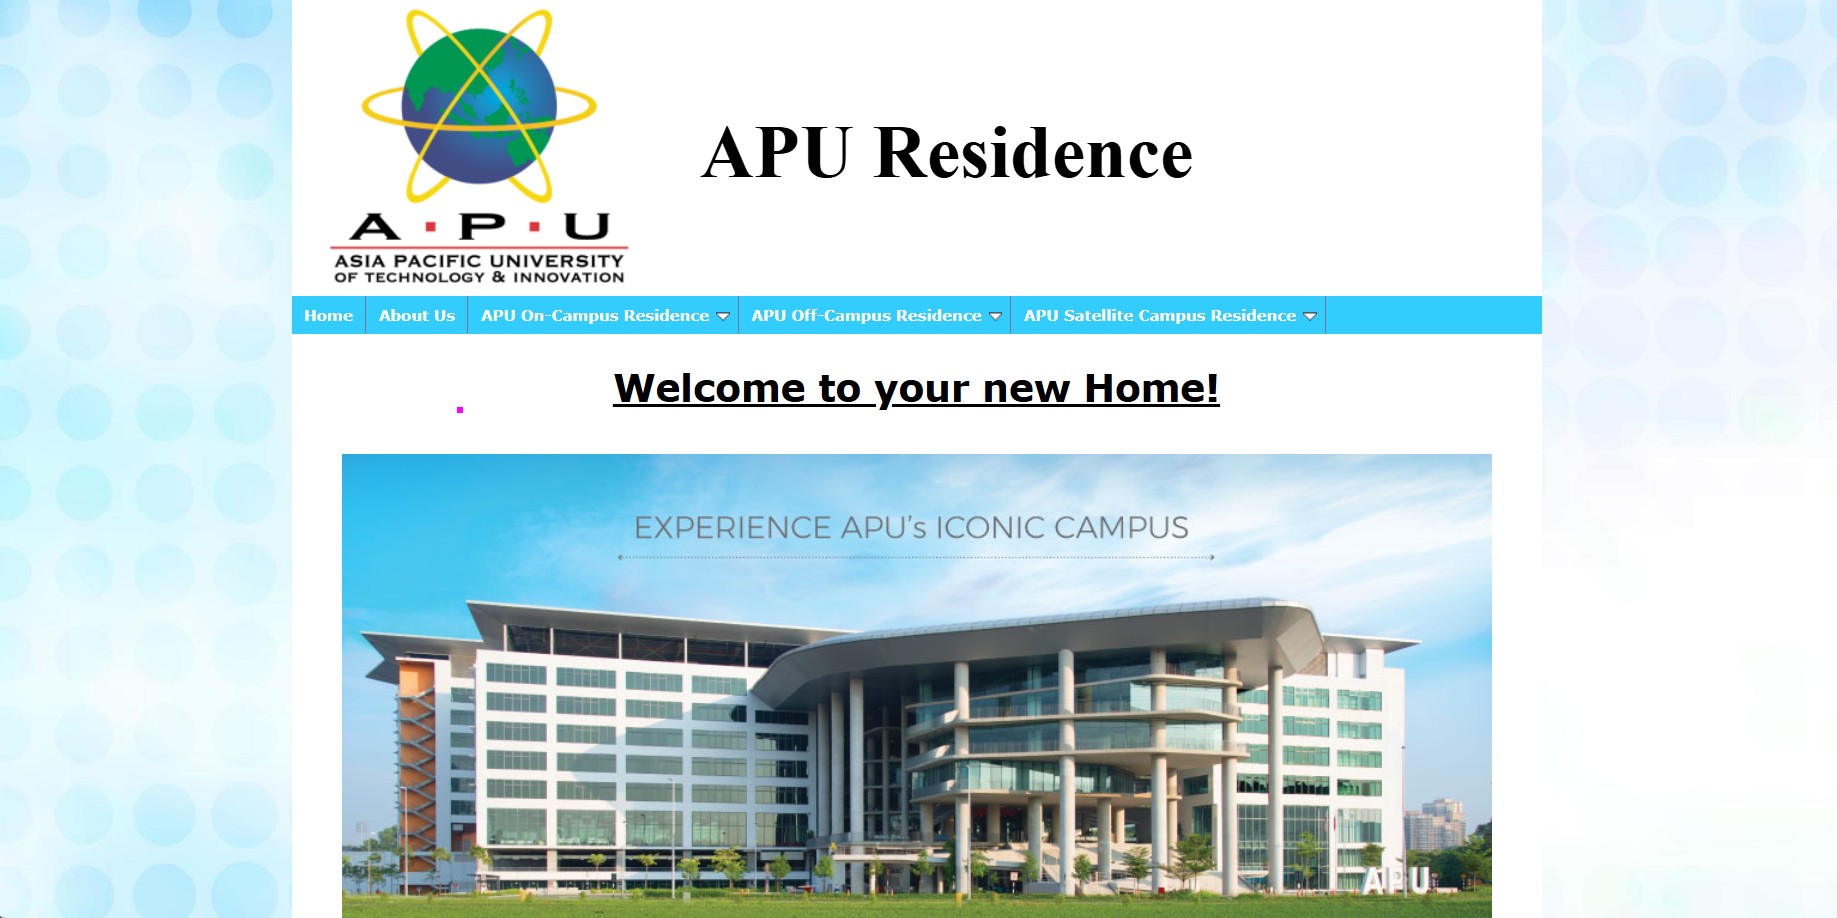 A·P·U
ASIA PACIFIC UNIVERSITY
OF TECHNOLOGY & INNOVATION
APU Residence
Home
About Us
APU On-Campus Residence
APU Off-Campus Residence
APU Satellite Campus Residence
Welcome to your new Home!
EXPERIENCE APU's ICONIC CAMPUS
APU